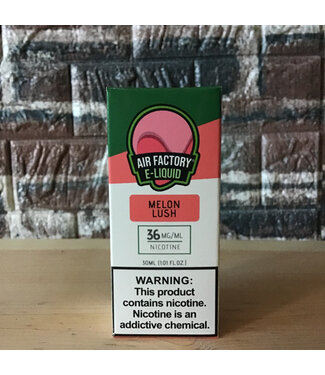 AIR FACTORY
E-LIQUID
MELON
LUSH
36 MG/ML
NICOTINE
30ML (1.01 FL.OZ.)
WARNING:
This product
contains nicotine.
Nicotine is an
addictive chemical.